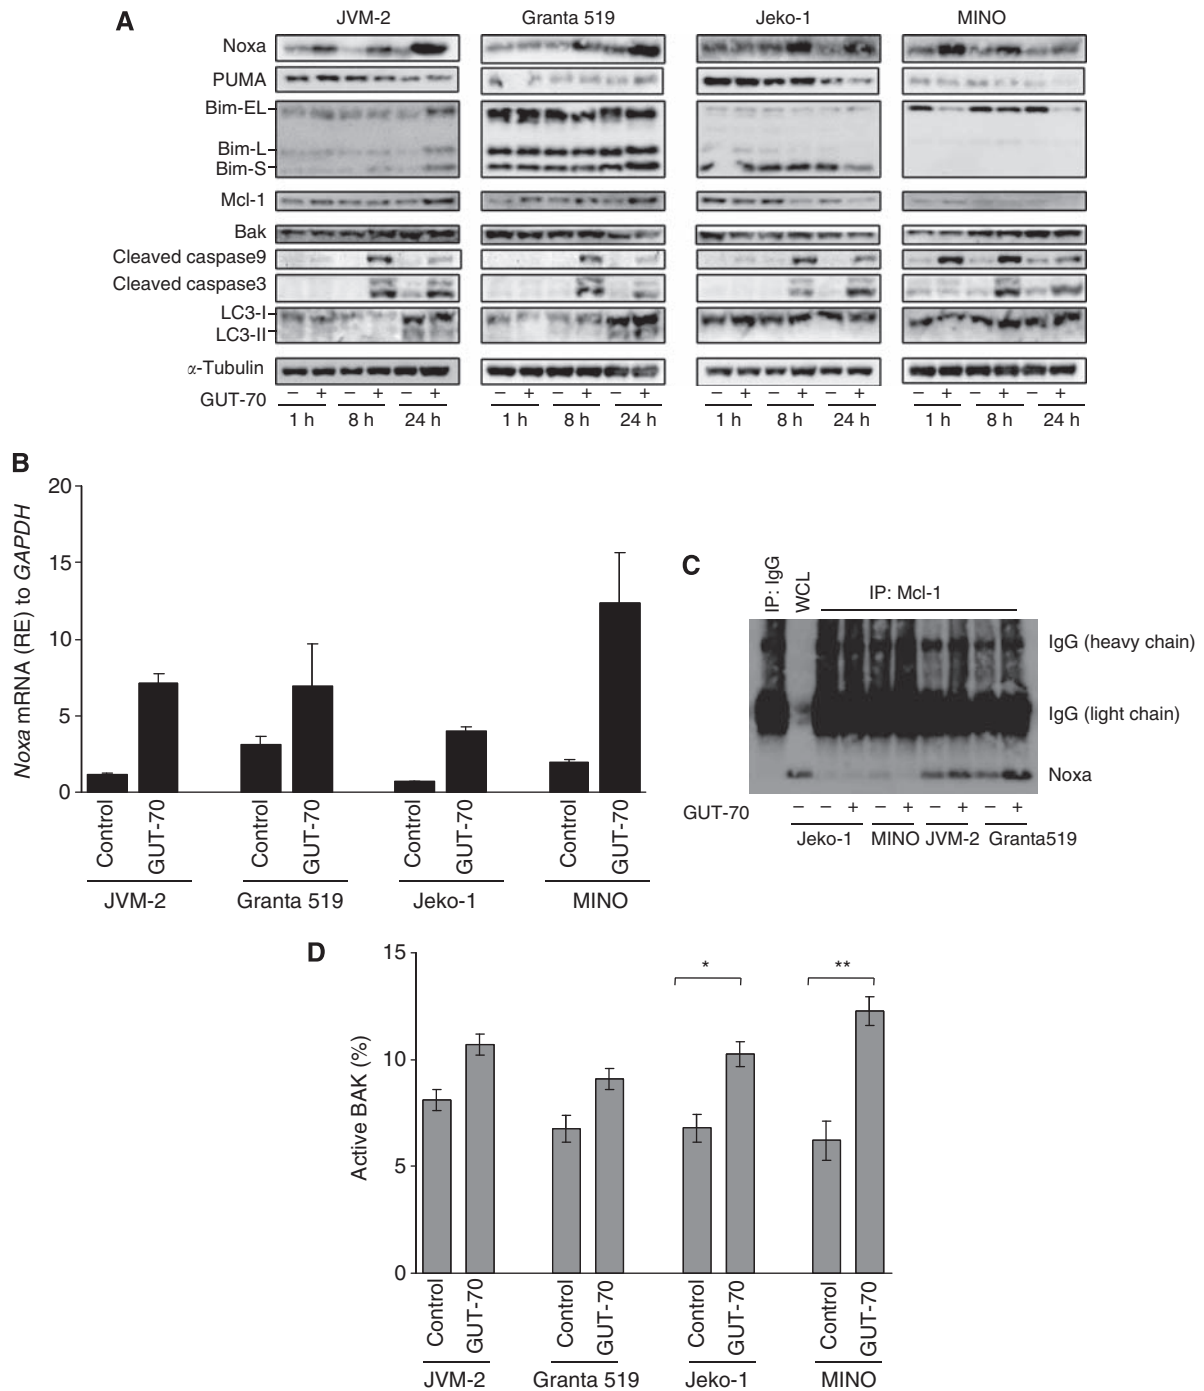 A
JVM-2 Granta 519 Jeko-1 MINO
Noxa
PUMA
Bim-EL
Bim-L
Bim-S
Mcl-1
Bak
Cleaved caspase9
Cleaved caspase3
LC3-I
LC3-II
α-Tubulin
GUT-70 – + – + – + – + – + – + – + – + – + – + – + – +
1 h 8 h 24 h 1 h 8 h 24 h 1 h 8 h 24 h 1 h 8 h 24 h
B
Noxa mRNA (RE) to GAPDH
20
15
10
5
0
Control GUT-70 Control GUT-70 Control GUT-70 Control GUT-70
JVM-2 Granta 519 Jeko-1 MINO
C
IP: IgG WCL IP: Mcl-1
IgG (heavy chain)
IgG (light chain)
Noxa
GUT-70 – – + – + – + – +
Jeko-1 MINO JVM-2 Granta519
D
Active BAK (%)
15
10
5
0
* **
Control GUT-70 Control GUT-70 Control GUT-70 Control GUT-70
JVM-2 Granta 519 Jeko-1 MINO